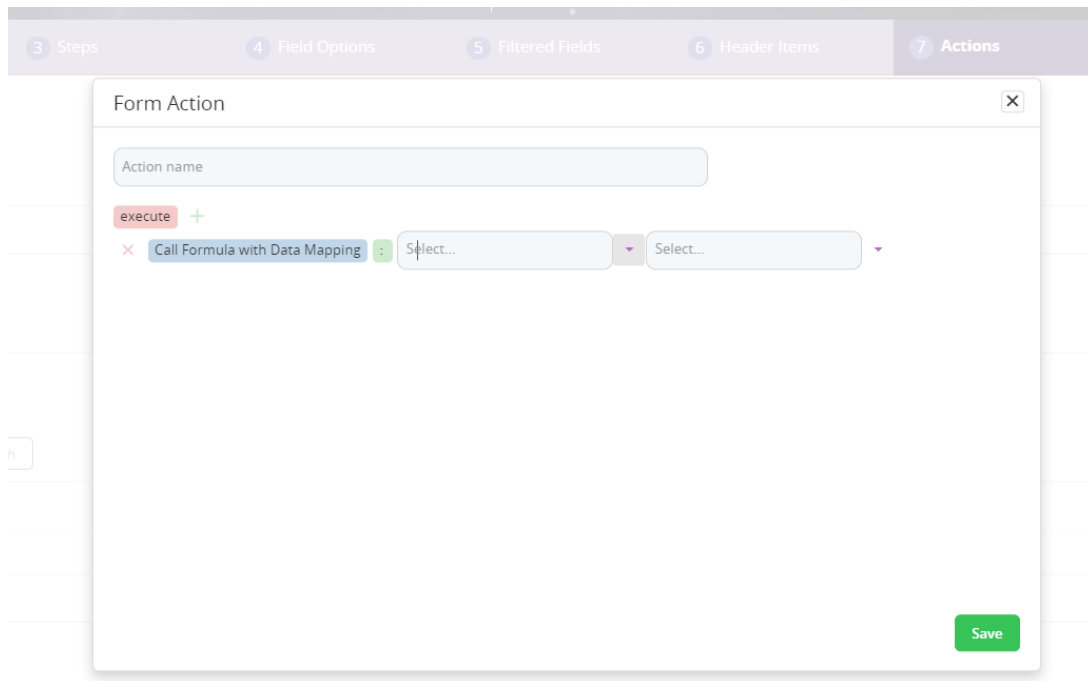 3 Steps 4 Field Options 5 Filtered Fields 6 Header Items 7 Actions
Form Action
Action name
execute
Call Formula with Data Mapping : Select... Select...
h
Save